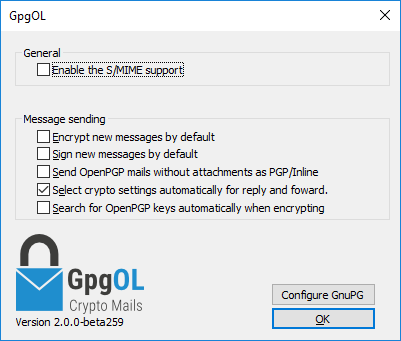 GpgOL
General
Enable the S/MIME support
Message sending
Encrypt new messages by default
Sign new messages by default
Send OpenPGP mails without attachments as PGP/Inline
Select crypto settings automatically for reply and foward.
Search for OpenPGP keys automatically when encrypting
GpgOL
Crypto Mails
Version 2.0.0-beta259
Configure GnuPG
OK